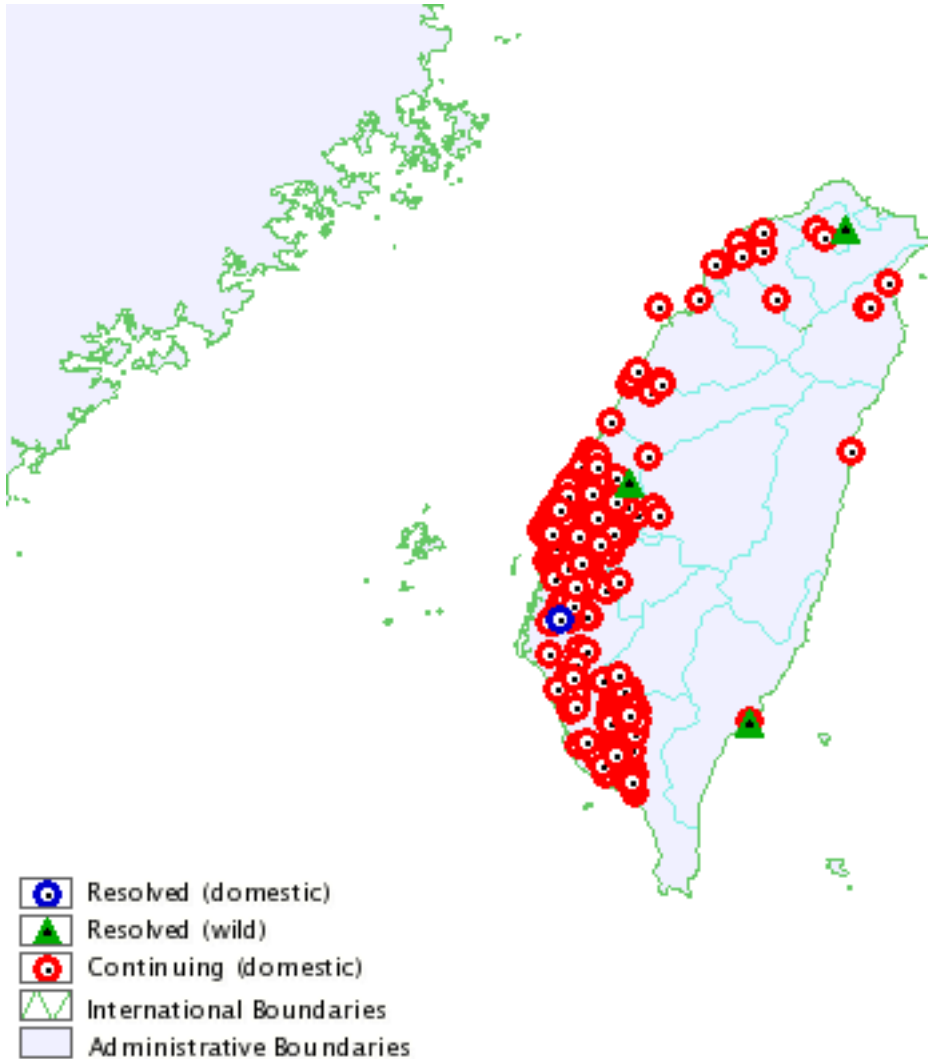 Resolved (domestic)
Resolved (wild)
Continuing (domestic)
International Boundaries
Administrative Boundaries